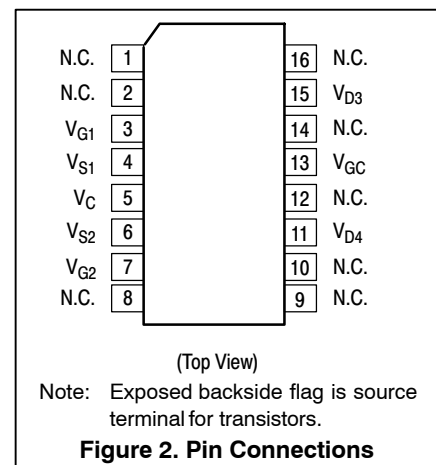 N.C. 1 16 N.C.
N.C. 2 15 VD3
VG1 3 14 N.C.
VS1 4 13 VGC
VC 5 12 N.C.
VS2 6 11 VD4
VG2 7 10 N.C.
N.C. 8 9 N.C.
(Top View)
Note: Exposed backside flag is source
terminal for transistors.
Figure 2. Pin Connections